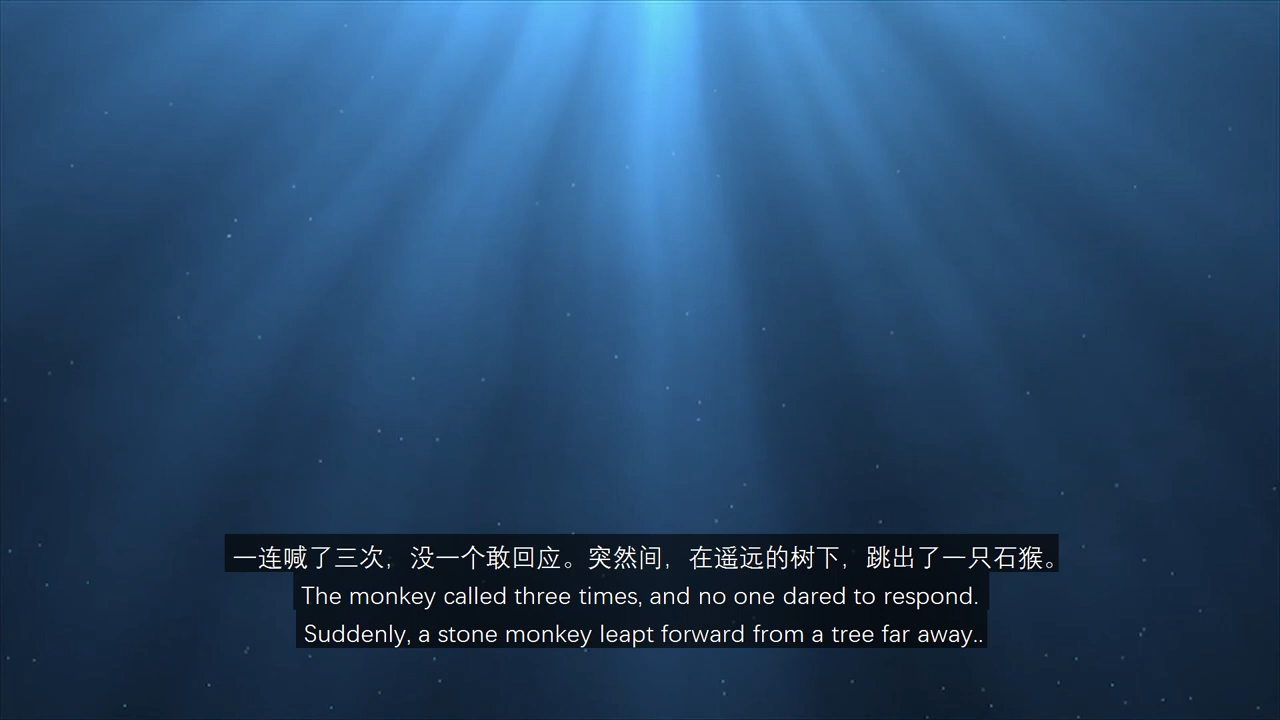 一连喊了三次，没一个敢回应。突然间，在遥远的树下，跳出了一只石猴。
The monkey called three times, and no one dared to respond.
Suddenly, a stone monkey leapt forward from a tree far away..